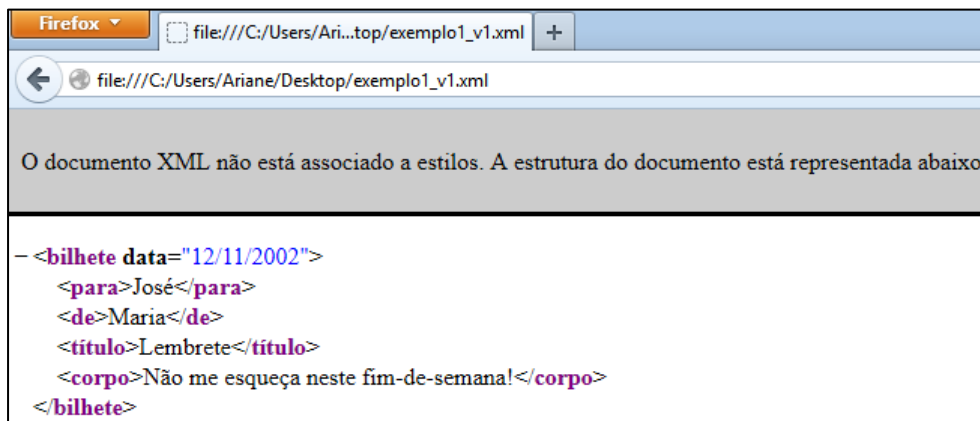 Firefox
file:///C:/Users/Ari...top/exemplo1_v1.xml +
file:///C:/Users/Ariane/Desktop/exemplo1_v1.xml
O documento XML não está associado a estilos. A estrutura do documento está representada abaixo
− <bilhete data="12/11/2002">
<para>José</para>
<de>Maria</de>
<título>Lembrete</título>
<corpo>Não me esqueça neste fim-de-semana!</corpo>
</bilhete>